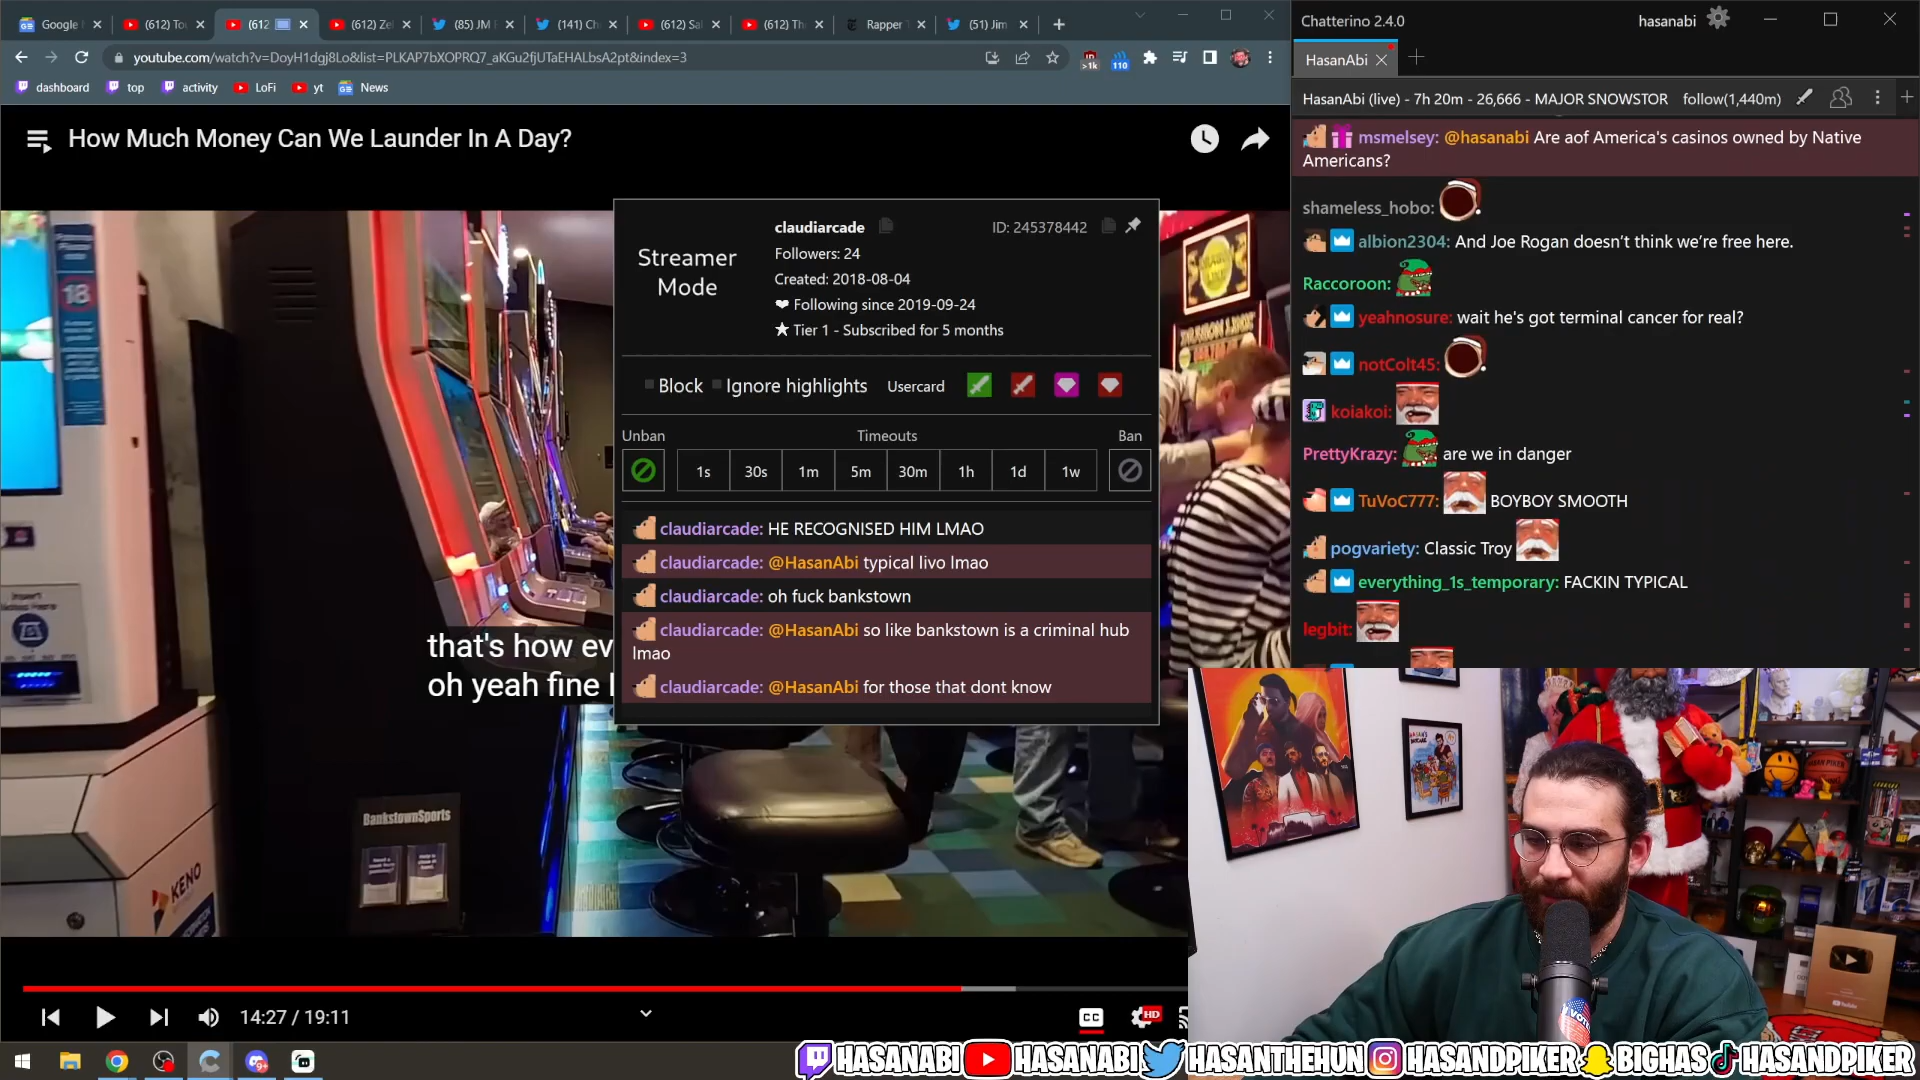 Google
(612) To
(612
(612) Ze
(85) JM
(141) Ch
(612) Sa
(612) Th
Rapper
(51) Jim
youtube.com/watch?v=DoyH1dgj8Lo&list=PLKAP7bXOPRQ7_aKGu2fjUTaEHALbsA2pt&index=3
>1k
110
dashboard
top
activity
LoFi
yt
News
How Much Money Can We Launder In A Day?
18
Streamer
Mode
claudiarcade
ID: 245378442
Followers: 24
Created: 2018-08-04
Following since 2019-09-24
Tier 1 - Subscribed for 5 months
Block
Ignore highlights
Usercard
Unban
Timeouts
Ban
1s
30s
1m
5m
30m
1h
1d
1w
claudiarcade: HE RECOGNISED HIM LMAO
claudiarcade: @HasanAbi typical livo lmao
claudiarcade: oh fuck bankstown
claudiarcade: @HasanAbi so like bankstown is a criminal hub
lmao
claudiarcade: @HasanAbi for those that dont know
that's how ev
oh yeah fine
BankstownSports
KENO
14:27 / 19:11
CC
HD
Chatterino 2.4.0
hasanabi
HasanAbi
HasanAbi (live) - 7h 20m - 26,666 - MAJOR SNOWSTOR
follow(1,440m)
msmelsey: @hasanabi Are aof America's casinos owned by Native
Americans?
shameless_hobo:
albion2304: And Joe Rogan doesn't think we're free here.
Raccoroon:
yeahnosure: wait he's got terminal cancer for real?
notColt45:
koiakoi:
PrettyKrazy: are we in danger
TuVoC777: BOYBOY SMOOTH
pogvariety: Classic Troy
everything_1s_temporary: FACKIN TYPICAL
legbit:
HASANABI
HASANABI
HASANTHEHUN
HASANDPIKER
BIGHAS
HASANDPIKER